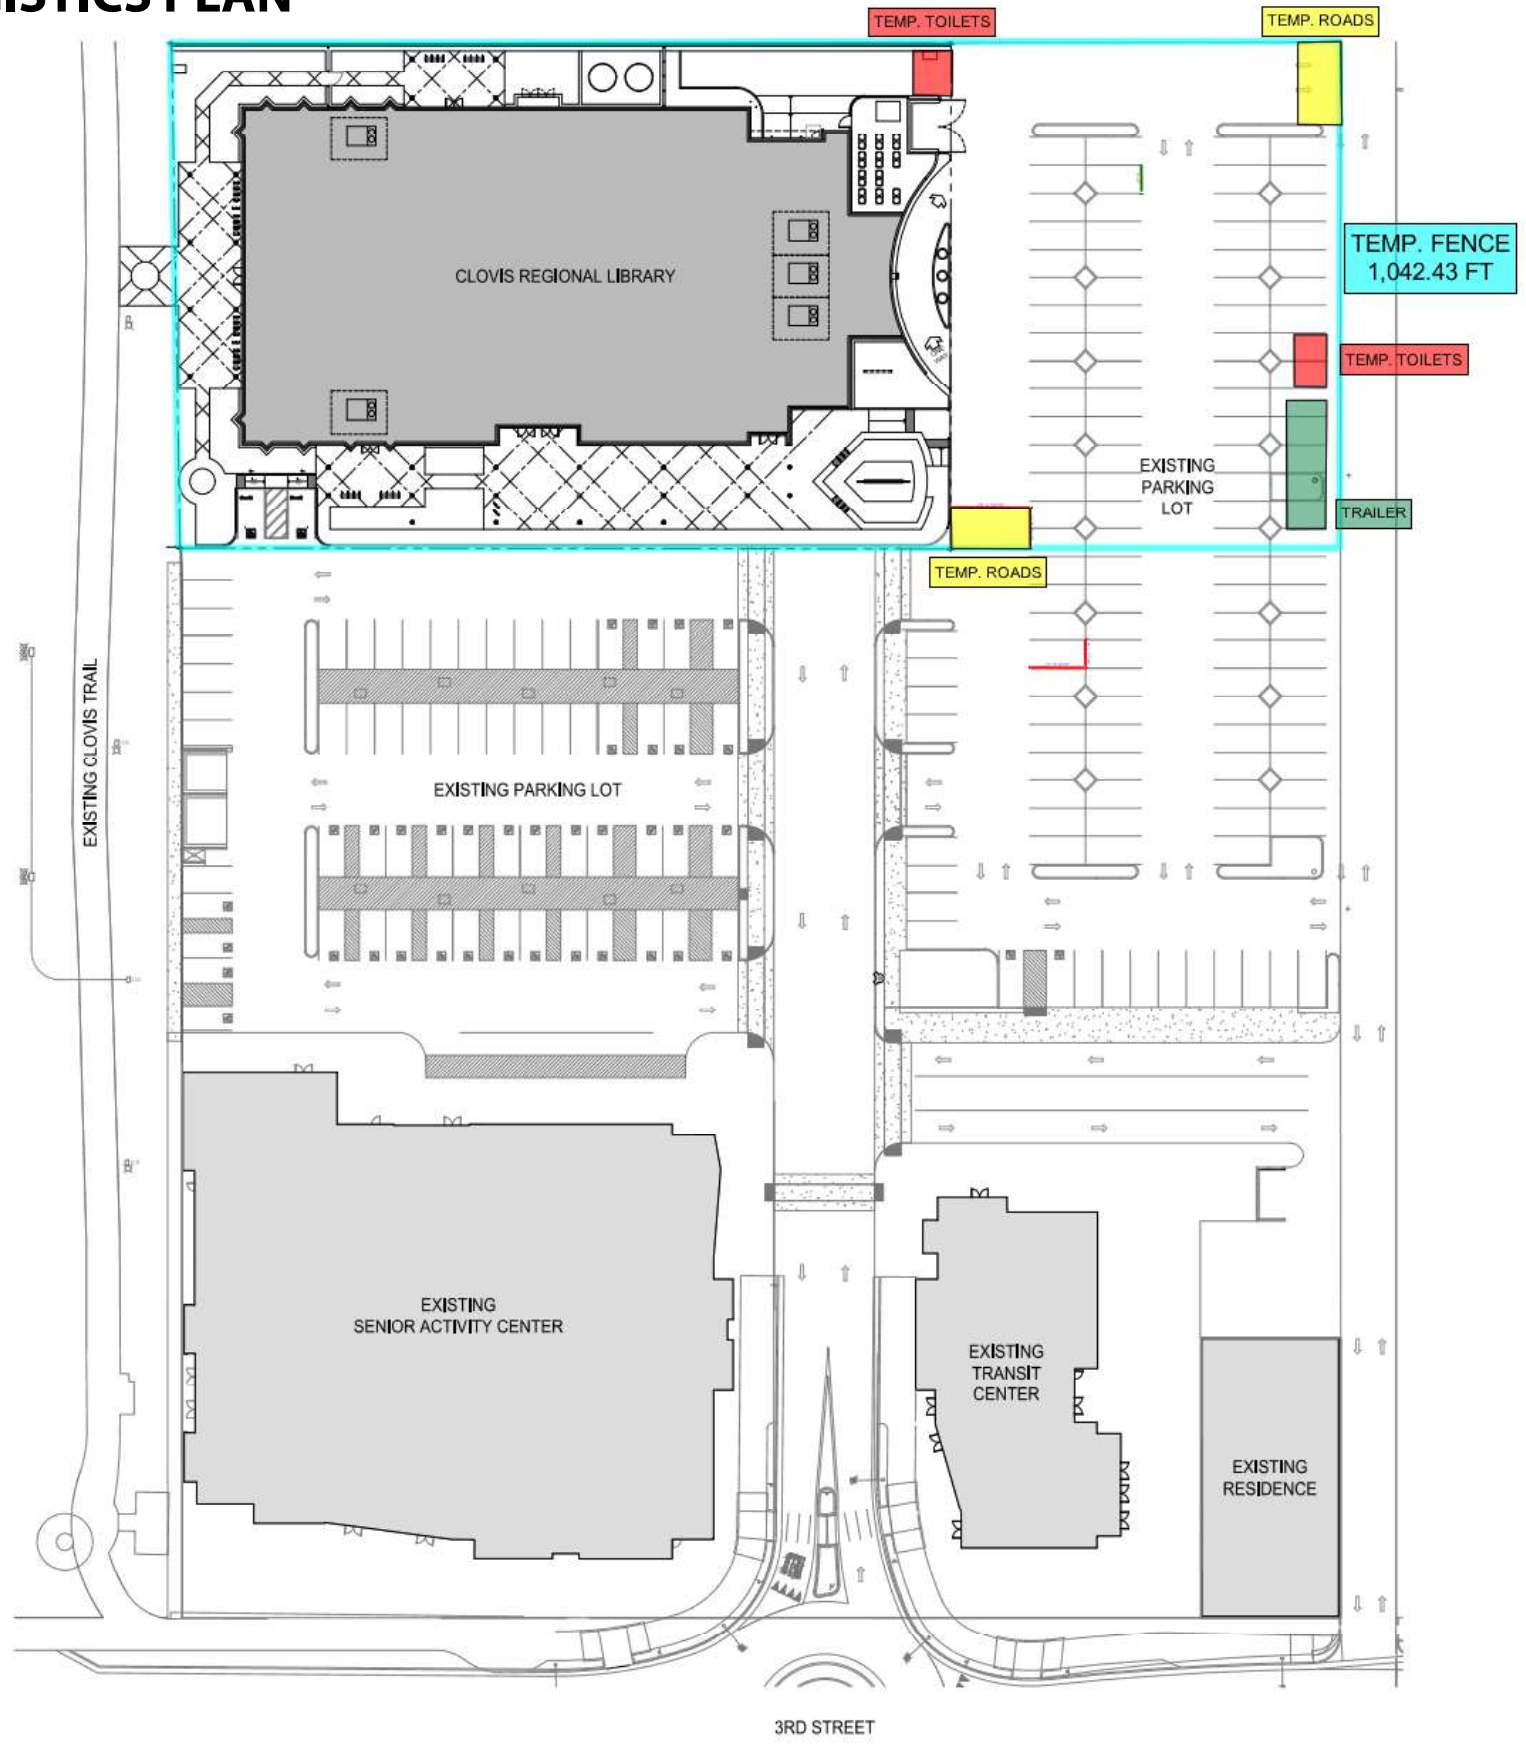 ISTICS PLAN
TEMP. TOILETS
TEMP. ROADS
TEMP. FENCE
1,042.43 FT
CLOVIS REGIONAL LIBRARY
TEMP. TOILETS
EXISTING
PARKING
LOT
TRAILER
TEMP. ROADS
EXISTING CLOVIS TRAIL
EXISTING PARKING LOT
EXISTING
SENIOR ACTIVITY CENTER
EXISTING
TRANSIT
CENTER
EXISTING
RESIDENCE
3RD STREET